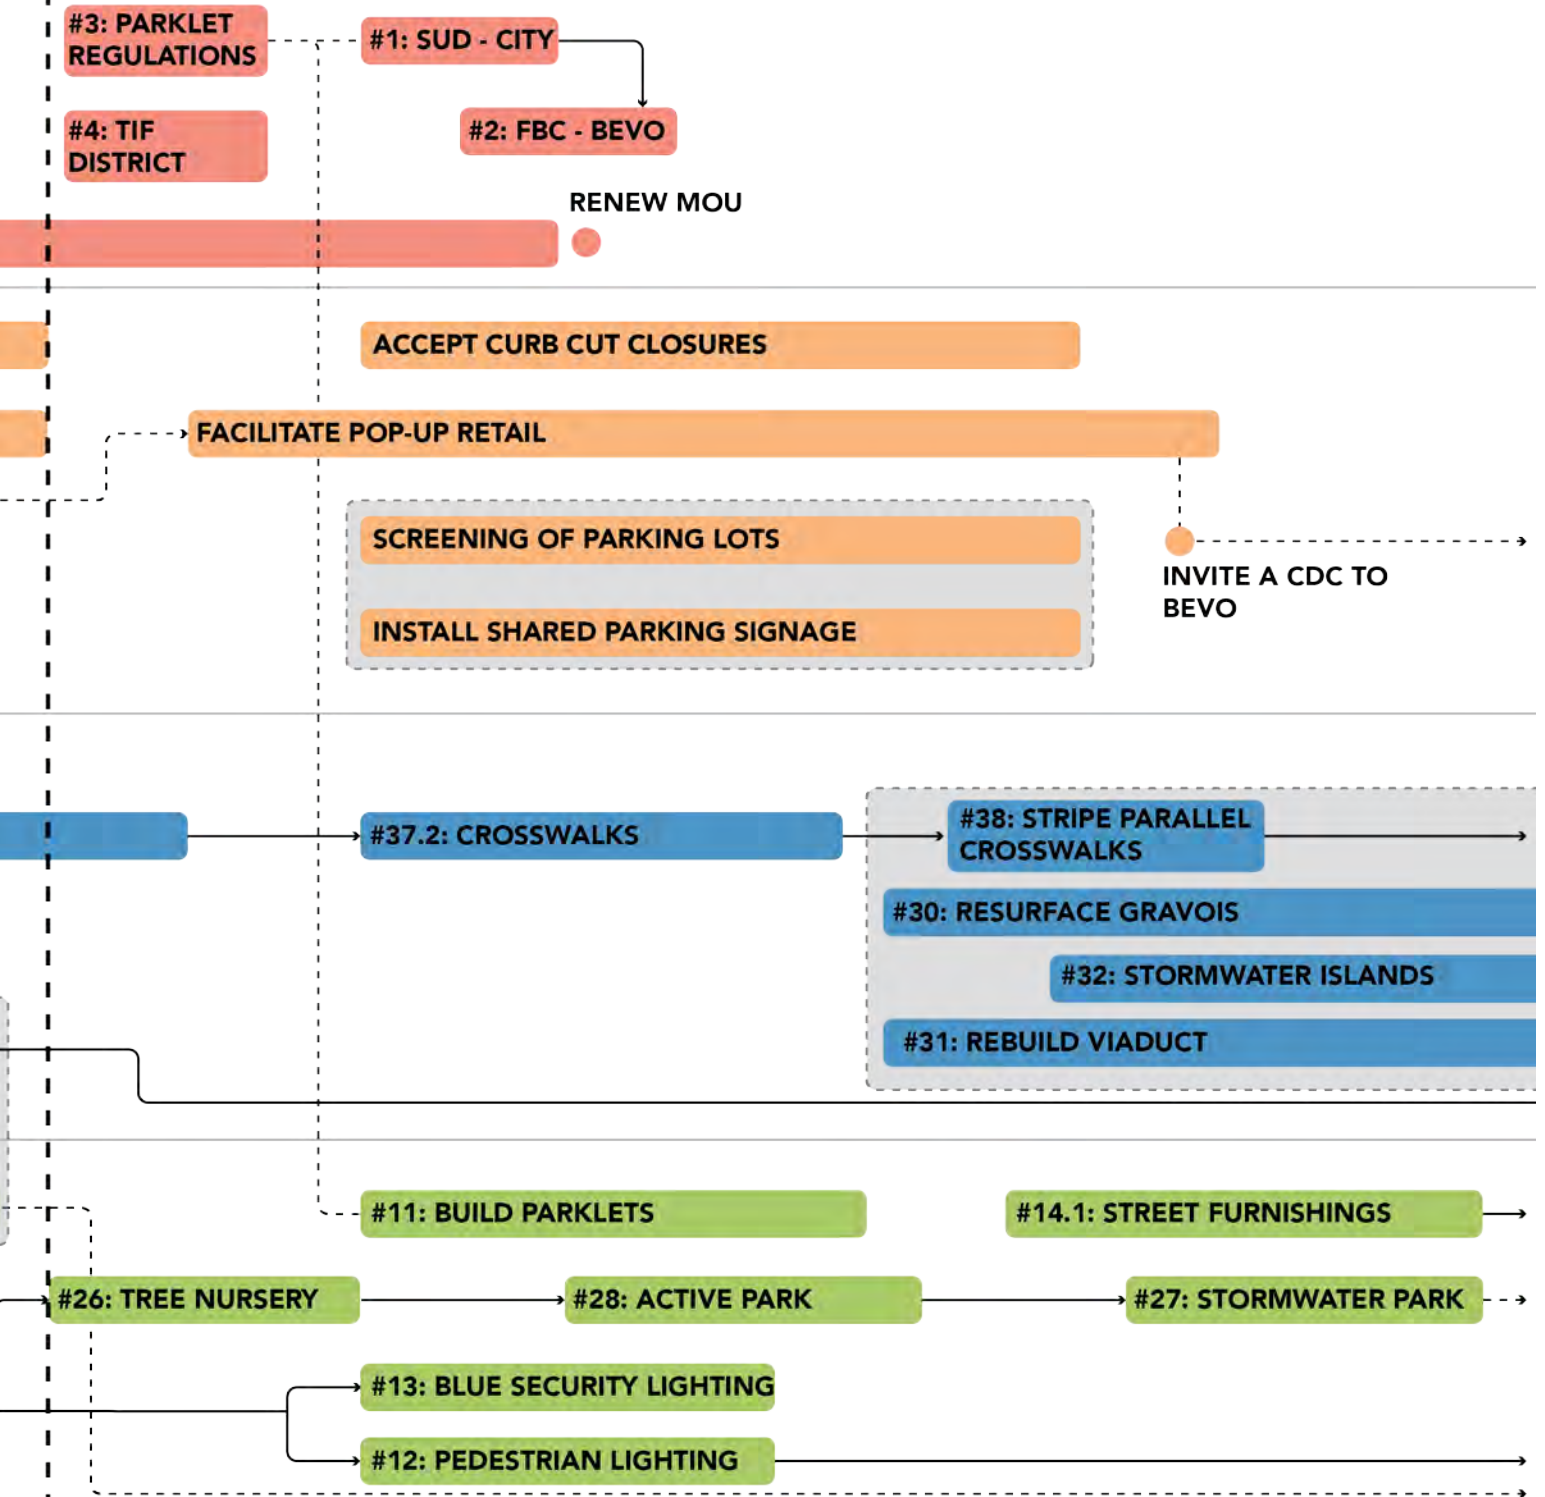 #3: PARKLET
REGULATIONS
#1: SUD - CITY
#4: TIF
DISTRICT
#2: FBC - BEVO
RENEW MOU
ACCEPT CURB CUT CLOSURES
FACILITATE POP-UP RETAIL
SCREENING OF PARKING LOTS
INVITE A CDC TO
BEVO
INSTALL SHARED PARKING SIGNAGE
#37.2: CROSSWALKS
#38: STRIPE PARALLEL
CROSSWALKS
#30: RESURFACE GRAVOIS
#32: STORMWATER ISLANDS
#31: REBUILD VIADUCT
#11: BUILD PARKLETS
#14.1: STREET FURNISHINGS
#26: TREE NURSERY
#28: ACTIVE PARK
#27: STORMWATER PARK
#13: BLUE SECURITY LIGHTING
#12: PEDESTRIAN LIGHTING